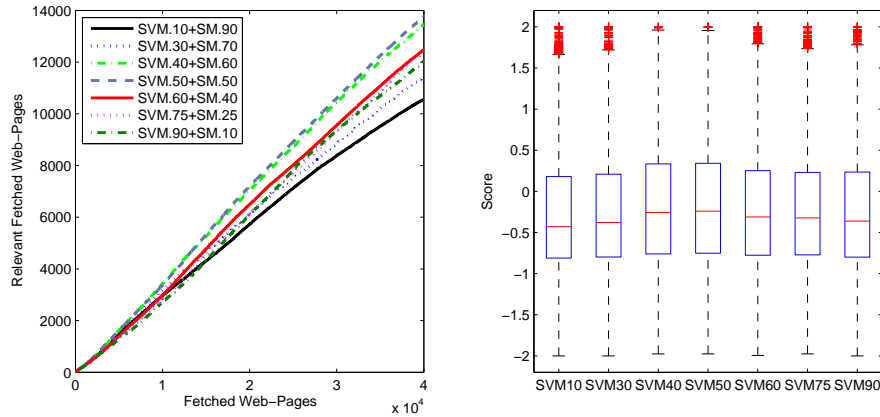 14000
12000
10000
8000
6000
4000
2000
0
Relevant Fetched Web-Pages
SVM.10+SM.90
SVM.30+SM.70
SVM.40+SM.60
SVM.50+SM.50
SVM.60+SM.40
SVM.75+SM.25
SVM.90+SM.10
0 1 2 3 4
x 10^4
Fetched Web-Pages
2
1.5
1
0.5
0
−0.5
−1
−1.5
−2
Score
SVM10 SVM30 SVM40 SVM50 SVM60 SVM75 SVM90